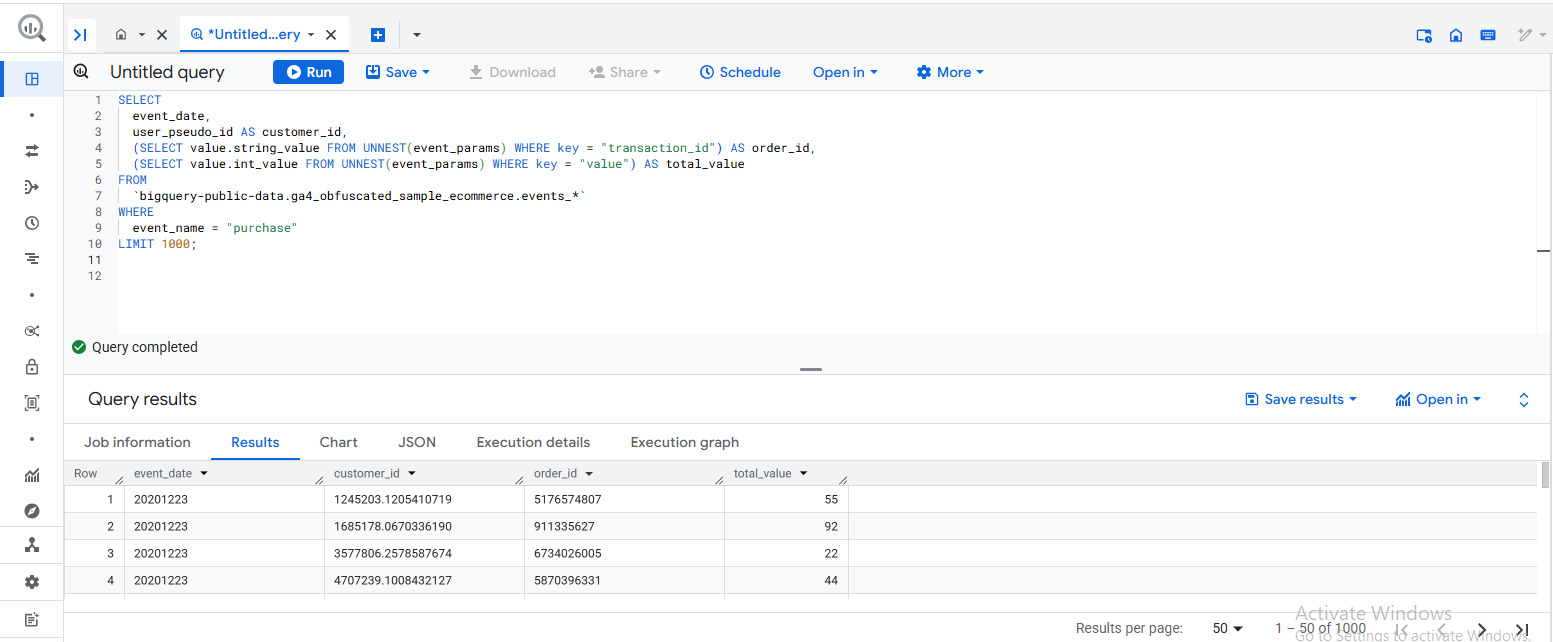 *Untitled...ery
Untitled query Run Save Download Share Schedule Open in More
1 SELECT
2 event_date,
3 user_pseudo_id AS customer_id,
4 (SELECT value.string_value FROM UNNEST(event_params) WHERE key = "transaction_id") AS order_id,
5 (SELECT value.int_value FROM UNNEST(event_params) WHERE key = "value") AS total_value
6 FROM
7 `bigquery-public-data.ga4_obfuscated_sample_ecommerce.events_*`
8 WHERE
9 event_name = "purchase"
10 LIMIT 1000;
11
12
Query completed
Query results Save results Open in
Job information Results Chart JSON Execution details Execution graph
Row event_date customer_id order_id total_value
1 20201223 1245203.1205410719 5176574807 55
2 20201223 1685178.0670336190 911335627 92
3 20201223 3577806.2578587674 6734026005 22
4 20201223 4707239.1008432127 5870396331 44
Activate Windows
Results per page: 50 1 – 50 of 1000
Go to Settings to activate Windows.